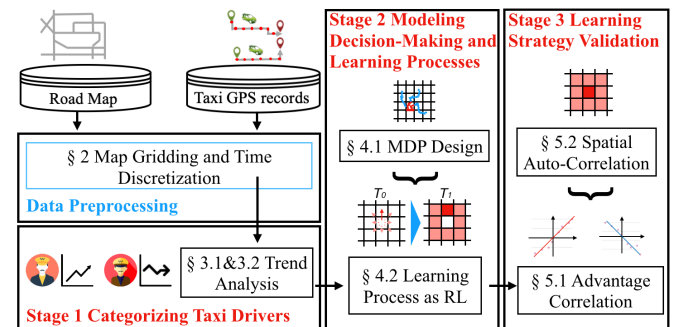 Road Map
Taxi GPS records
§ 2 Map Gridding and Time
Discretization
Data Preprocessing
§ 3.1&3.2 Trend
Analysis
Stage 1 Categorizing Taxi Drivers
Stage 2 Modeling
Decision-Making and
Learning Processes
§ 4.1 MDP Design
T₀ T₁
§ 4.2 Learning
Process as RL
Stage 3 Learning
Strategy Validation
§ 5.2 Spatial
Auto-Correlation
§ 5.1 Advantage
Correlation